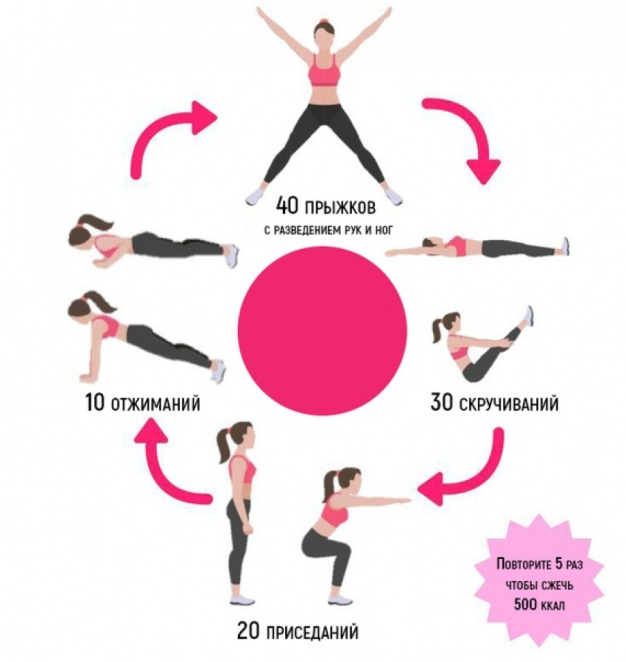 40 прыжков
с разведением рук и ног
30 скручиваний
20 приседаний
10 отжиманий
Повторите 5 раз
чтобы сжечь
500 ккал